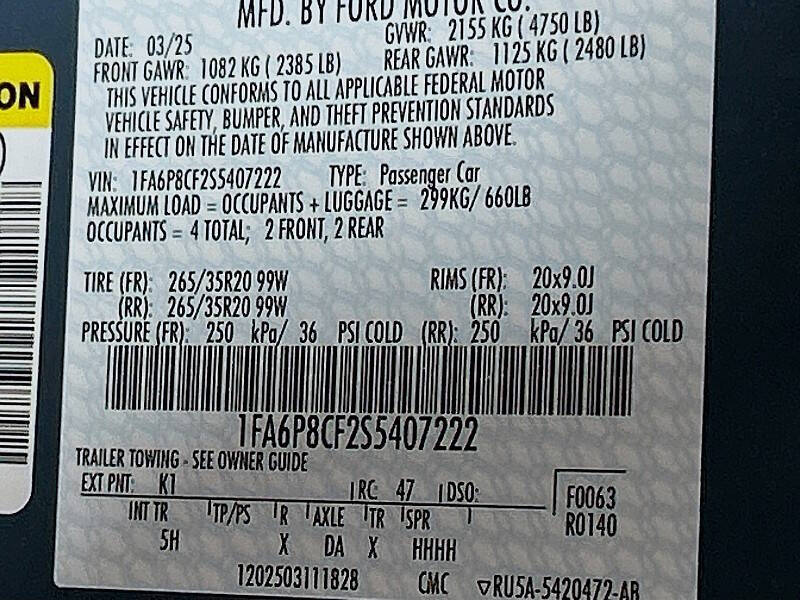 MFD. BY FORD MOTOR CO.
DATE: 03/25 GVWR: 2155 KG ( 4750 LB)
FRONT GAWR: 1082 KG ( 2385 LB) REAR GAWR: 1125 KG ( 2480 LB)
THIS VEHICLE CONFORMS TO ALL APPLICABLE FEDERAL MOTOR
VEHICLE SAFETY, BUMPER, AND THEFT PREVENTION STANDARDS
IN EFFECT ON THE DATE OF MANUFACTURE SHOWN ABOVE.
VIN: 1FA6P8CF2S5407222 TYPE: Passenger Car
MAXIMUM LOAD = OCCUPANTS + LUGGAGE = 299KG/ 660LB
OCCUPANTS = 4 TOTAL; 2 FRONT, 2 REAR
TIRE (FR): 265/35R20 99W RIMS (FR): 20x9.0J
(RR): 265/35R20 99W (RR): 20x9.0J
PRESSURE (FR): 250 kPa/ 36 PSI COLD (RR): 250 kPa/ 36 PSI COLD
1FA6P8CF2S5407222
TRAILER TOWING - SEE OWNER GUIDE
EXT PNT: K1 RC: 47 DSO: F0063
INT TR TP/PS R AXLE TR SPR R0140
5H X DA X HHHH
1202503111828 CMC ▽RU5A-5420472-AB
ON